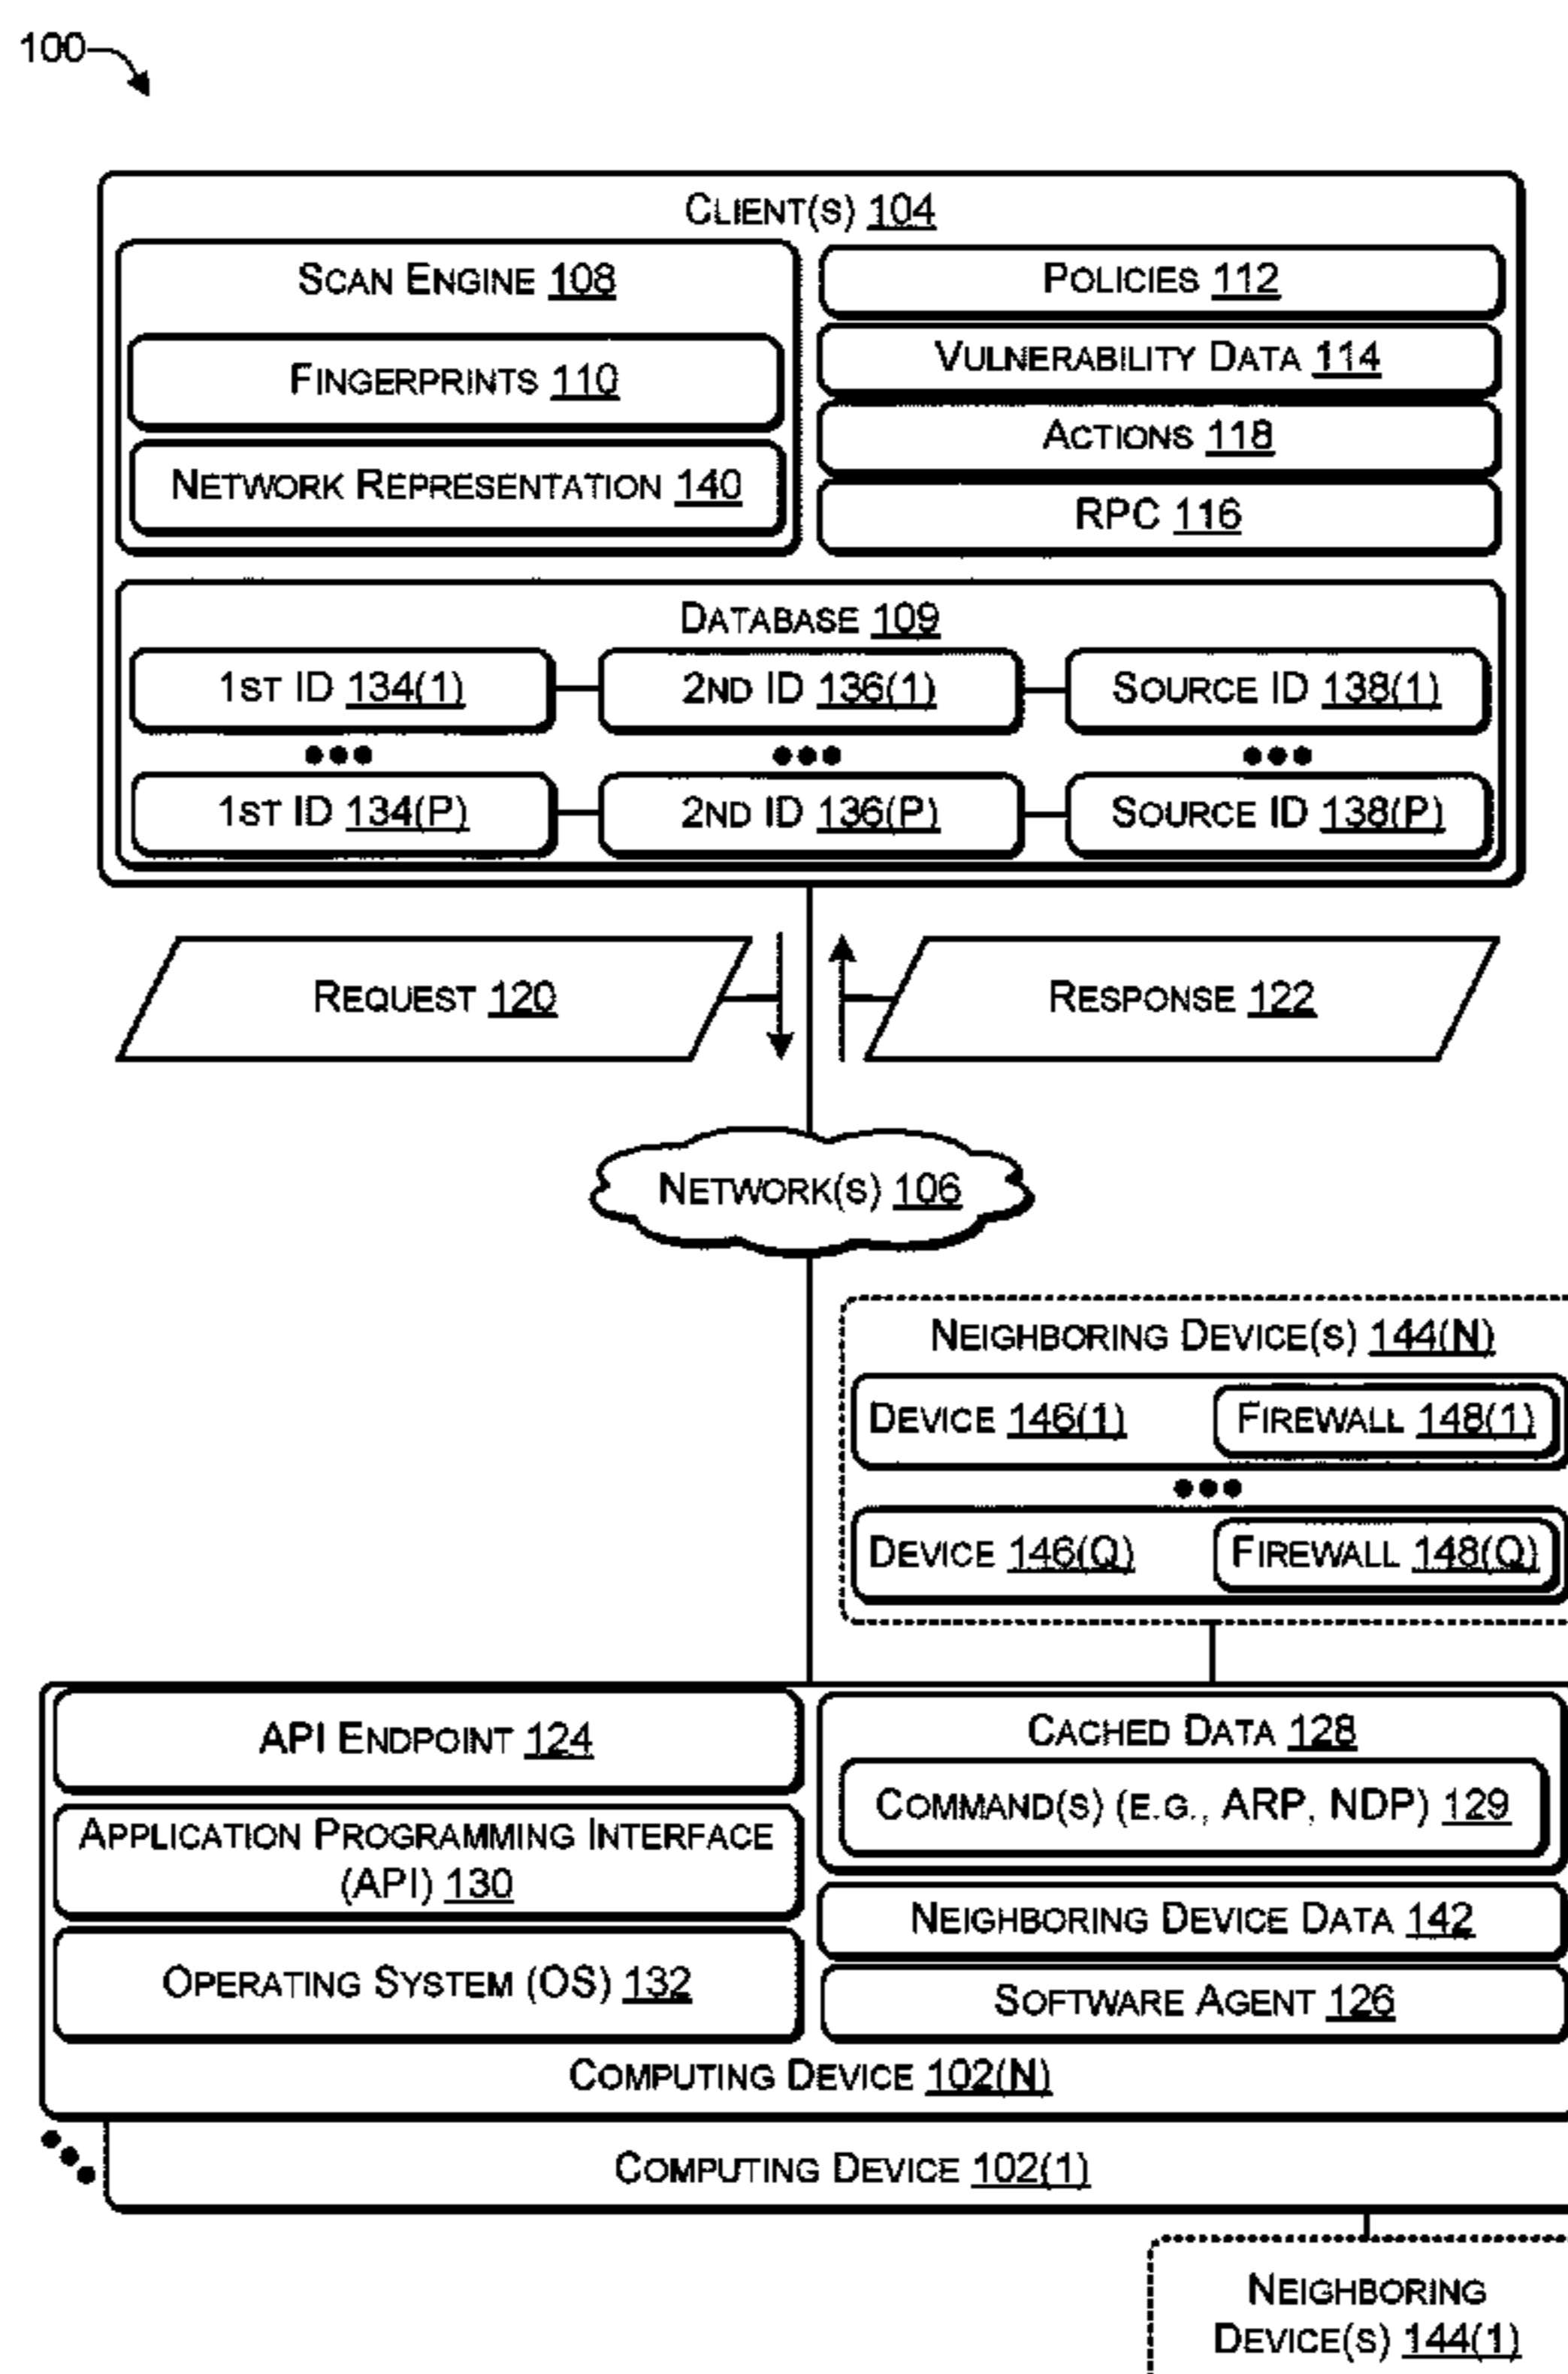 100
CLIENT(S) 104
SCAN ENGINE 108
FINGERPRINTS 110
NETWORK REPRESENTATION 140
POLICIES 112
VULNERABILITY DATA 114
ACTIONS 118
RPC 116
DATABASE 109
1ST ID 134(1)
2ND ID 136(1)
SOURCE ID 138(1)
1ST ID 134(P)
2ND ID 136(P)
SOURCE ID 138(P)
REQUEST 120
RESPONSE 122
NETWORK(S) 106
NEIGHBORING DEVICE(S) 144(N)
DEVICE 146(1)
FIREWALL 148(1)
DEVICE 146(Q)
FIREWALL 148(Q)
API ENDPOINT 124
APPLICATION PROGRAMMING INTERFACE
(API) 130
OPERATING SYSTEM (OS) 132
CACHED DATA 128
COMMAND(S) (E.G., ARP, NDP) 129
NEIGHBORING DEVICE DATA 142
SOFTWARE AGENT 126
COMPUTING DEVICE 102(N)
COMPUTING DEVICE 102(1)
NEIGHBORING
DEVICE(S) 144(1)